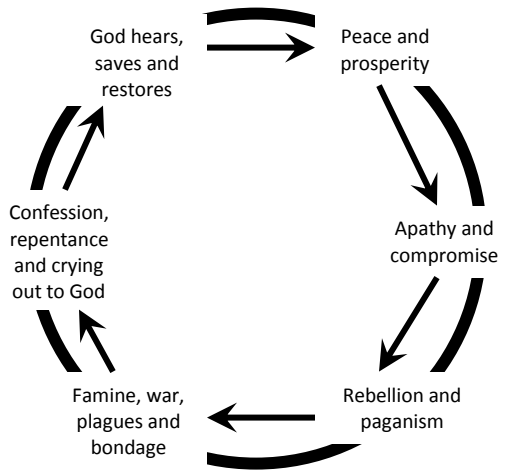 God hears,
saves and
restores
Peace and
prosperity
Apathy and
compromise
Rebellion and
paganism
Famine, war,
plagues and
bondage
Confession,
repentance
and crying
out to God